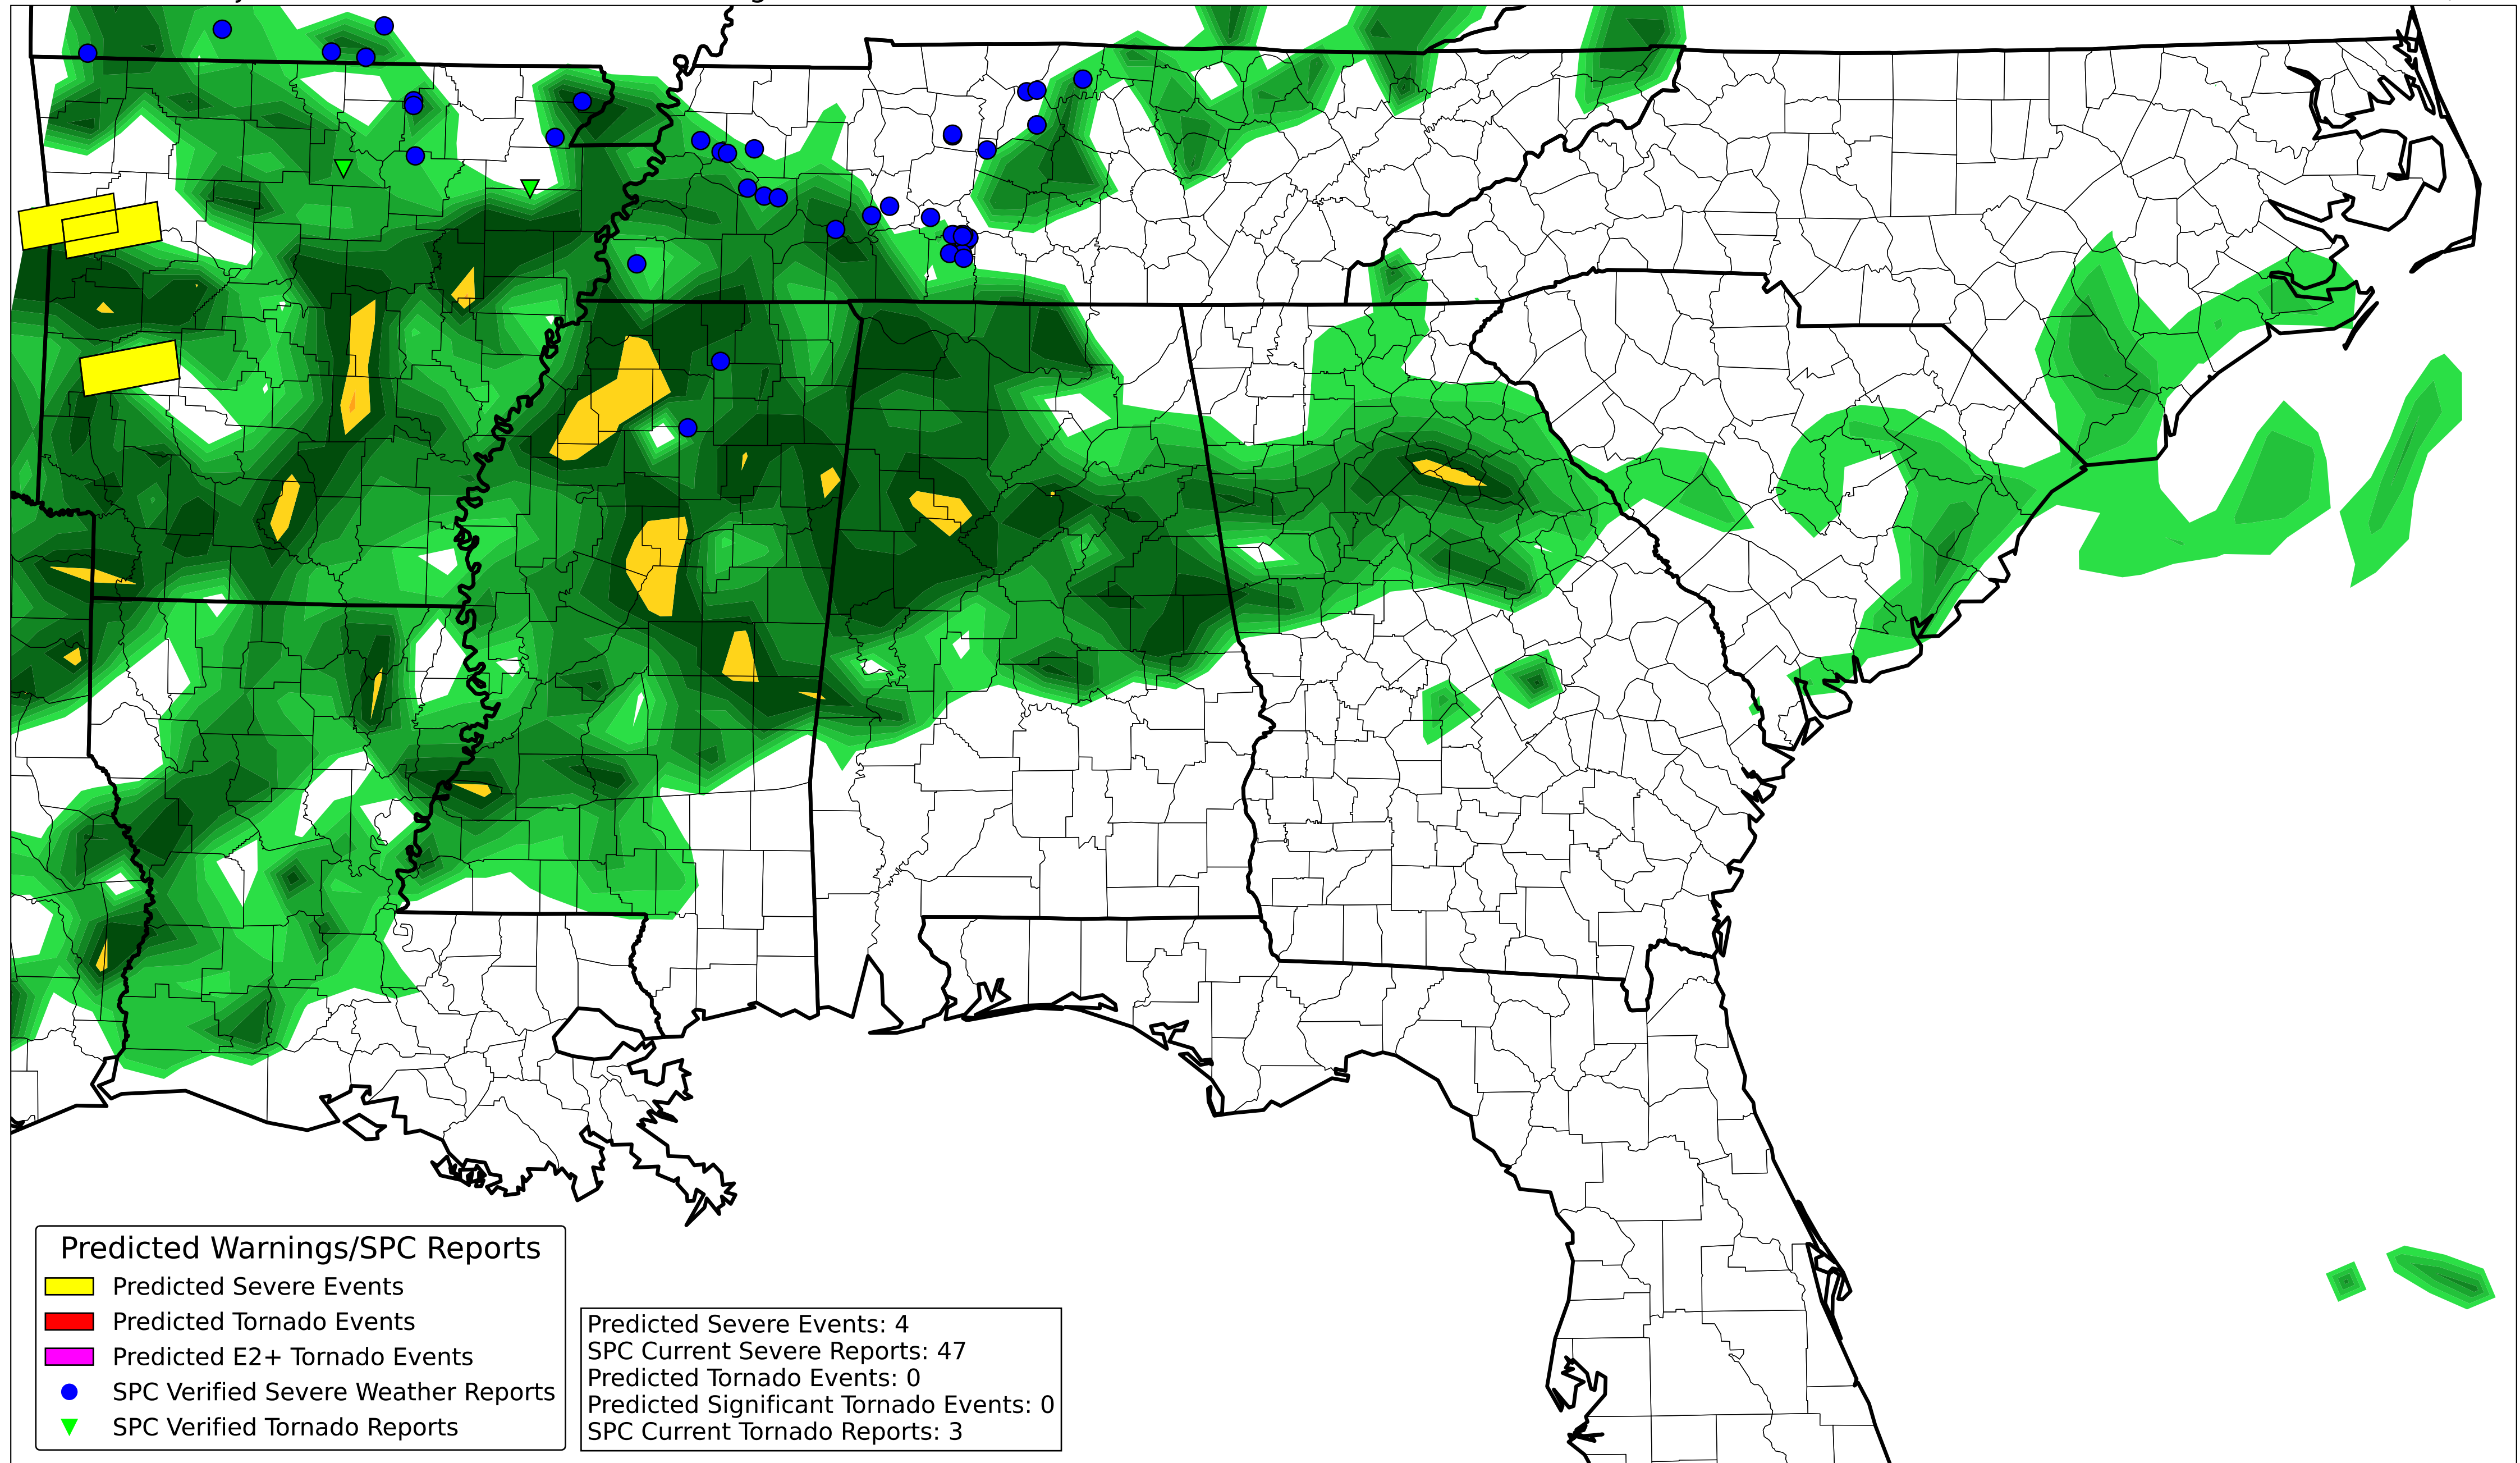 Predicted Warnings/SPC Reports
Predicted Severe Events
Predicted Tornado Events
Predicted E2+ Tornado Events
SPC Verified Severe Weather Reports
SPC Verified Tornado Reports
Predicted Severe Events: 4
SPC Current Severe Reports: 47
Predicted Tornado Events: 0
Predicted Significant Tornado Events: 0
SPC Current Tornado Reports: 3